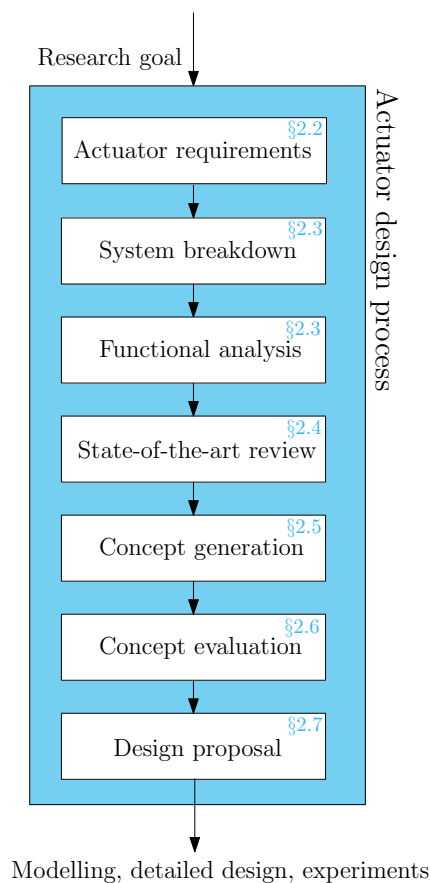 Research goal
Actuator design process
§2.2
Actuator requirements
§2.3
System breakdown
§2.3
Functional analysis
§2.4
State-of-the-art review
§2.5
Concept generation
§2.6
Concept evaluation
§2.7
Design proposal
Modelling, detailed design, experiments